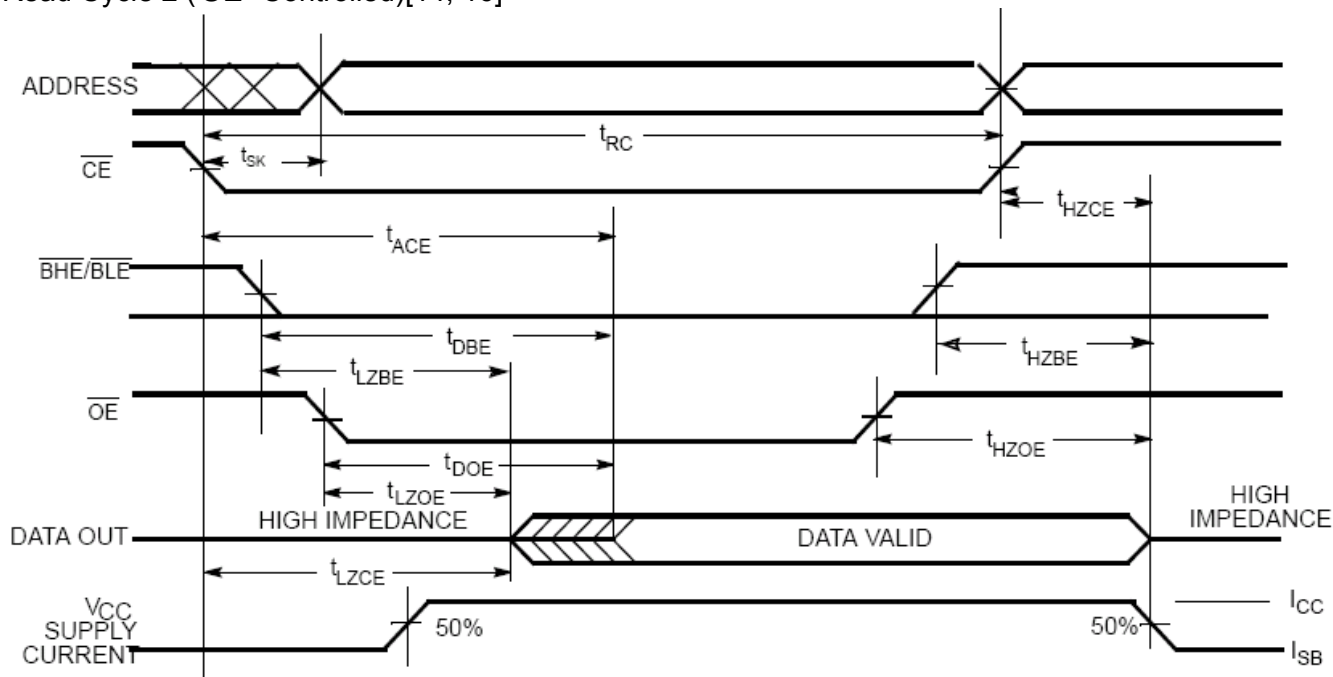 ADDRESS
tRC
tSK
CE
tHZCE
tACE
BHE/BLE
tDBE
tHZBE
tLZBE
OE
tHZOE
tDOE
tLZOE
HIGH IMPEDANCE
HIGH
IMPEDANCE
DATA OUT
DATA VALID
tLZCE
VCC
SUPPLY
CURRENT
50%
50%
ICC
ISB